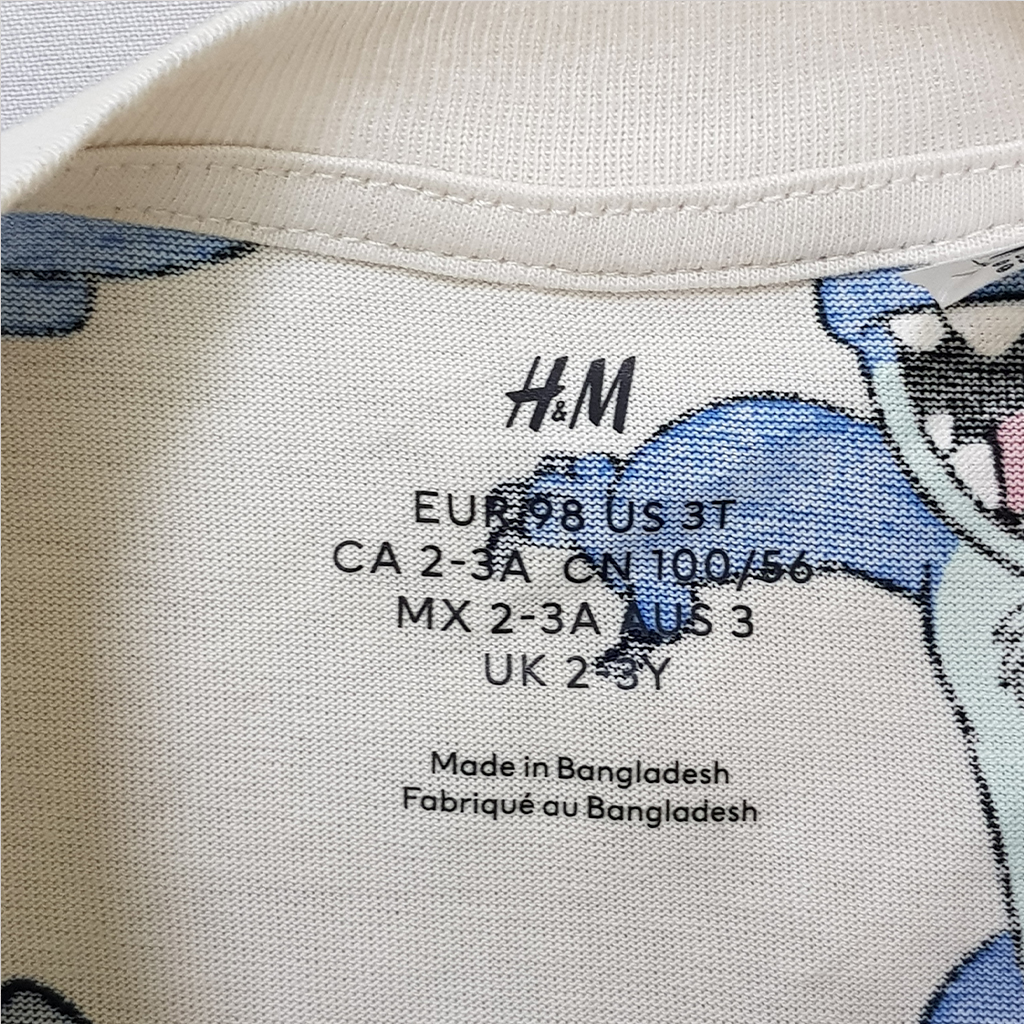 H&M
EUR 98 US 3T
CA 2-3A CN 100/56
MX 2-3A AUS 3
UK 2-3Y
Made in Bangladesh
Fabriqué au Bangladesh